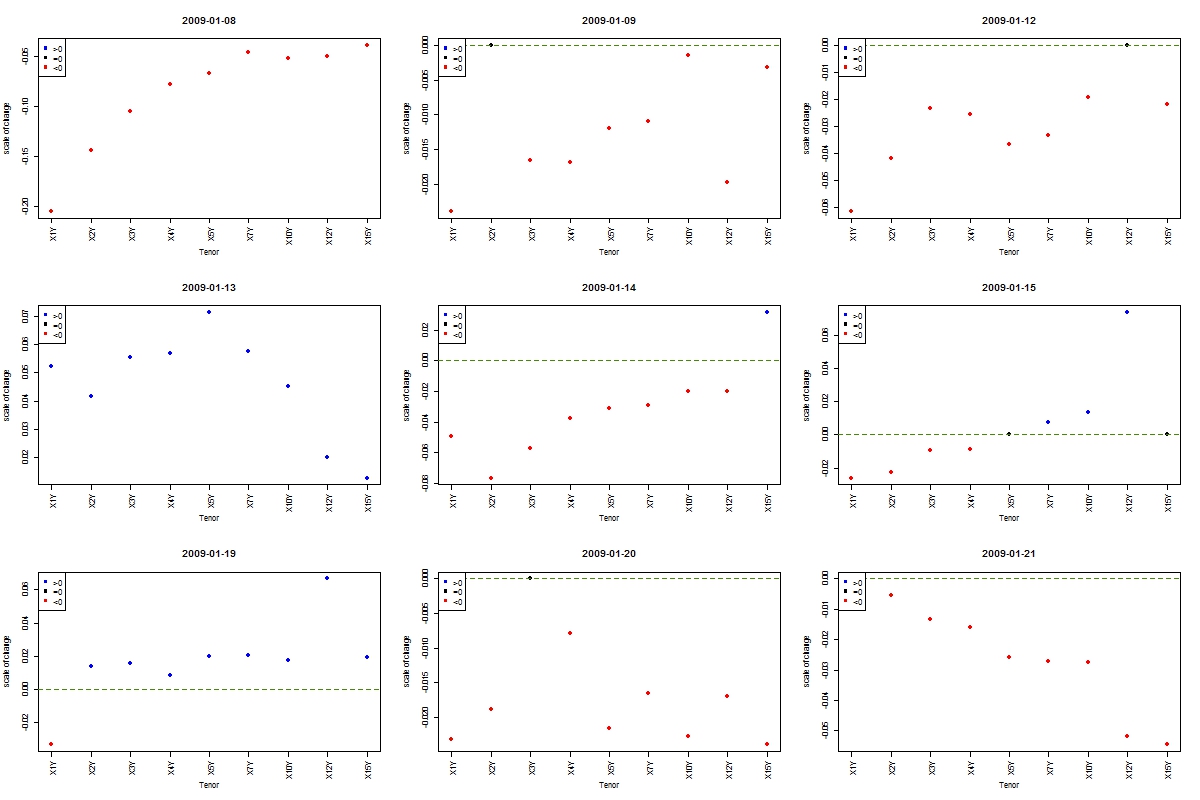 2009-01-08
scale of change
-0.20 -0.15 -0.10 -0.05
>0
=0
<0
X1Y X2Y X3Y X4Y X5Y X7Y X10Y X12Y X15Y
Tenor
2009-01-09
scale of change
-0.020 -0.015 -0.010 -0.005 0.000
>0
=0
<0
X1Y X2Y X3Y X4Y X5Y X7Y X10Y X12Y X15Y
Tenor
2009-01-12
scale of change
-0.06 -0.05 -0.04 -0.03 -0.02 -0.01 0.00
>0
=0
<0
X1Y X2Y X3Y X4Y X5Y X7Y X10Y X12Y X15Y
Tenor
2009-01-13
scale of change
0.02 0.03 0.04 0.05 0.06 0.07
>0
=0
<0
X1Y X2Y X3Y X4Y X5Y X7Y X10Y X12Y X15Y
Tenor
2009-01-14
scale of change
-0.08 -0.06 -0.04 -0.02 0.00 0.02
>0
=0
<0
X1Y X2Y X3Y X4Y X5Y X7Y X10Y X12Y X15Y
Tenor
2009-01-15
scale of change
-0.02 0.00 0.02 0.04 0.06
>0
=0
<0
X1Y X2Y X3Y X4Y X5Y X7Y X10Y X12Y X15Y
Tenor
2009-01-19
scale of change
-0.02 0.00 0.02 0.04 0.06
>0
=0
<0
X1Y X2Y X3Y X4Y X5Y X7Y X10Y X12Y X15Y
Tenor
2009-01-20
scale of change
-0.020 -0.015 -0.010 -0.005 0.000
>0
=0
<0
X1Y X2Y X3Y X4Y X5Y X7Y X10Y X12Y X15Y
Tenor
2009-01-21
scale of change
-0.05 -0.04 -0.03 -0.02 -0.01 0.00
>0
=0
<0
X1Y X2Y X3Y X4Y X5Y X7Y X10Y X12Y X15Y
Tenor